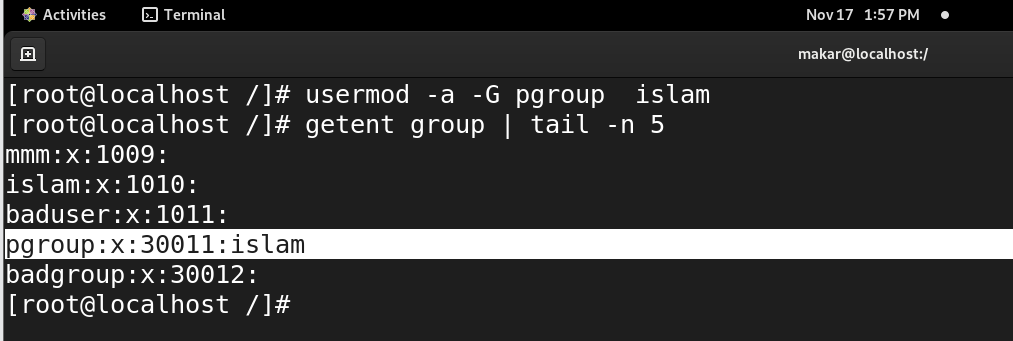 Activities Terminal Nov 17 1:57 PM
makar@localhost:/
[root@localhost /]# usermod -a -G pgroup  islam
[root@localhost /]# getent group | tail -n 5
mmm:x:1009:
islam:x:1010:
baduser:x:1011:
pgroup:x:30011:islam
badgroup:x:30012:
[root@localhost /]#